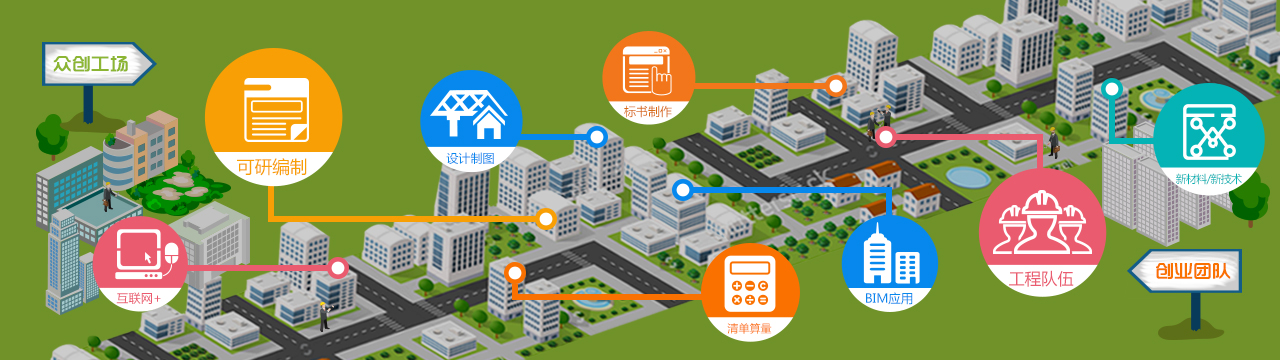 众创工场
可研编制
设计制图
标书制作
新材料/新技术
工程队伍
互联网+
清单算量
BIM应用
创业团队